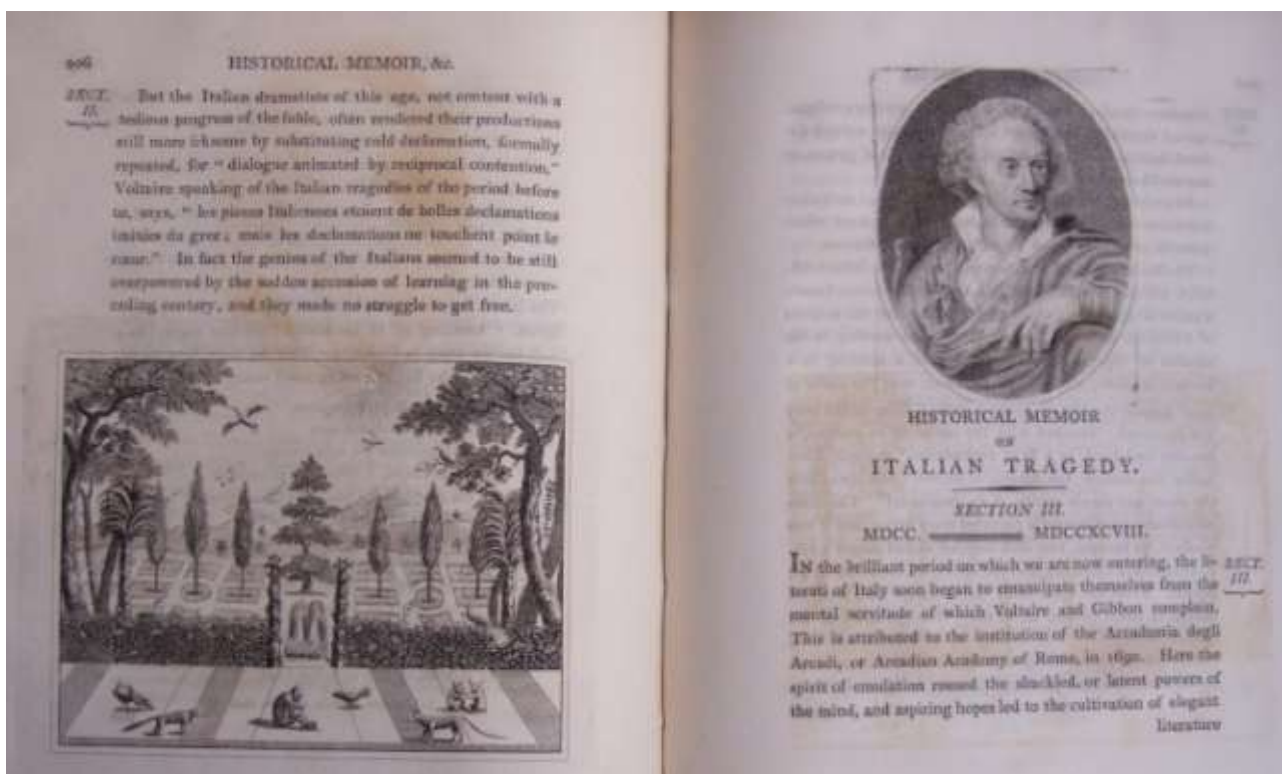 206
HISTORICAL MEMOIR, &c.
SECT.
II.
But the Italian dramatists of this age, not content with a
tedious progress of the fable, often rendered their productions
still more irksome by substituting cold declamation, formally
repeated, for " dialogue animated by reciprocal contention."
Voltaire speaking of the Italian tragedies of the period before
us, says, " les pieces Italiennes etoient de belles declamations
imitées du grec; mais les declamations ne touchent point le
cœur." In fact the genius of the Italians seemed to be still
overpowered by the sudden accession of learning in the pre-
ceding century, and they made no struggle to get free.
HISTORICAL MEMOIR
ON
ITALIAN TRAGEDY.
SECTION III.
MDCC. MDCCXCVIII.
IN the brilliant period on which we are now entering, the li-
terati of Italy soon began to emancipate themselves from the
mental servitude of which Voltaire and Gibbon complain.
This is attributed to the institution of the Accademia degli
Arcadi, or Arcadian Academy of Rome, in 1690. Here the
spirit of emulation roused the shackled, or latent powers of
the mind, and aspiring hopes led to the cultivation of elegant
literature
SECT.
III.